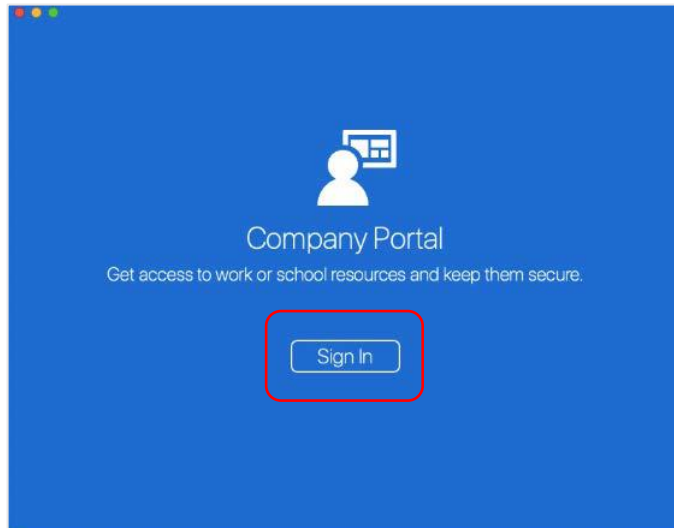 Company Portal
Get access to work or school resources and keep them secure.
Sign In